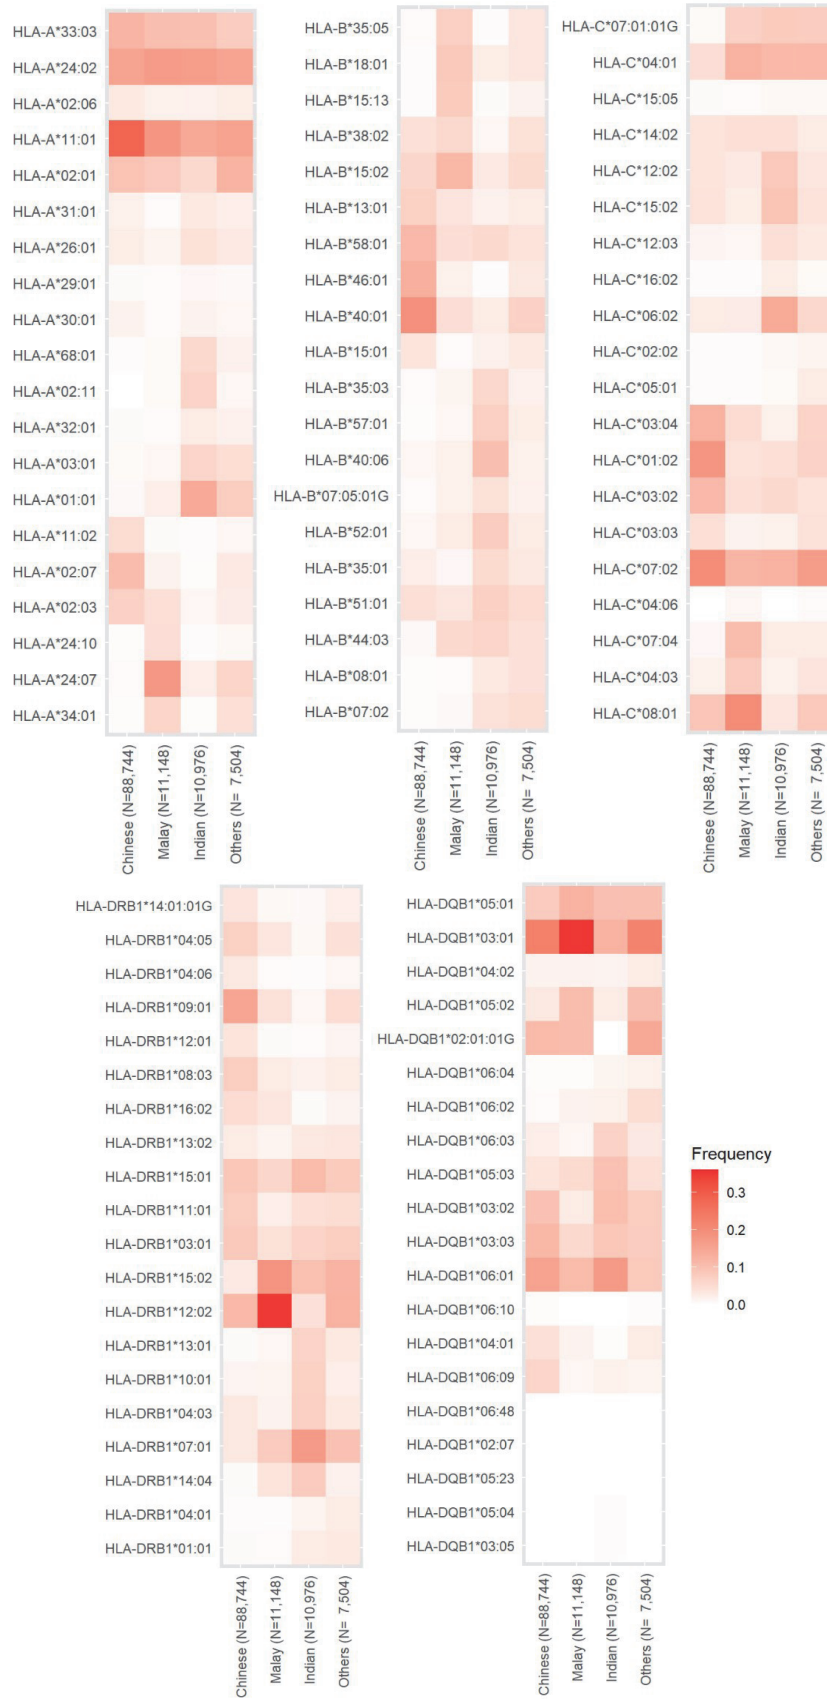 HLA-A*33:03
HLA-A*24:02
HLA-A*02:06
HLA-A*11:01
HLA-A*02:01
HLA-A*31:01
HLA-A*26:01
HLA-A*29:01
HLA-A*30:01
HLA-A*68:01
HLA-A*02:11
HLA-A*32:01
HLA-A*03:01
HLA-A*01:01
HLA-A*11:02
HLA-A*02:07
HLA-A*02:03
HLA-A*24:10
HLA-A*24:07
HLA-A*34:01
Chinese (N=88,744)
Malay (N=11,148)
Indian (N=10,976)
Others (N= 7,504)
HLA-B*35:05
HLA-B*18:01
HLA-B*15:13
HLA-B*38:02
HLA-B*15:02
HLA-B*13:01
HLA-B*58:01
HLA-B*46:01
HLA-B*40:01
HLA-B*15:01
HLA-B*35:03
HLA-B*57:01
HLA-B*40:06
HLA-B*07:05:01G
HLA-B*52:01
HLA-B*35:01
HLA-B*51:01
HLA-B*44:03
HLA-B*08:01
HLA-B*07:02
Chinese (N=88,744)
Malay (N=11,148)
Indian (N=10,976)
Others (N= 7,504)
HLA-C*07:01:01G
HLA-C*04:01
HLA-C*15:05
HLA-C*14:02
HLA-C*12:02
HLA-C*15:02
HLA-C*12:03
HLA-C*16:02
HLA-C*06:02
HLA-C*02:02
HLA-C*05:01
HLA-C*03:04
HLA-C*01:02
HLA-C*03:02
HLA-C*03:03
HLA-C*07:02
HLA-C*04:06
HLA-C*07:04
HLA-C*04:03
HLA-C*08:01
Chinese (N=88,744)
Malay (N=11,148)
Indian (N=10,976)
Others (N= 7,504)
HLA-DRB1*14:01:01G
HLA-DRB1*04:05
HLA-DRB1*04:06
HLA-DRB1*09:01
HLA-DRB1*12:01
HLA-DRB1*08:03
HLA-DRB1*16:02
HLA-DRB1*13:02
HLA-DRB1*15:01
HLA-DRB1*11:01
HLA-DRB1*03:01
HLA-DRB1*15:02
HLA-DRB1*12:02
HLA-DRB1*13:01
HLA-DRB1*10:01
HLA-DRB1*04:03
HLA-DRB1*07:01
HLA-DRB1*14:04
HLA-DRB1*04:01
HLA-DRB1*01:01
Chinese (N=88,744)
Malay (N=11,148)
Indian (N=10,976)
Others (N= 7,504)
HLA-DQB1*05:01
HLA-DQB1*03:01
HLA-DQB1*04:02
HLA-DQB1*05:02
HLA-DQB1*02:01:01G
HLA-DQB1*06:04
HLA-DQB1*06:02
HLA-DQB1*06:03
HLA-DQB1*05:03
HLA-DQB1*03:02
HLA-DQB1*03:03
HLA-DQB1*06:01
HLA-DQB1*06:10
HLA-DQB1*04:01
HLA-DQB1*06:09
HLA-DQB1*06:48
HLA-DQB1*02:07
HLA-DQB1*05:23
HLA-DQB1*05:04
HLA-DQB1*03:05
Chinese (N=88,744)
Malay (N=11,148)
Indian (N=10,976)
Others (N= 7,504)
Frequency
0.3
0.2
0.1
0.0